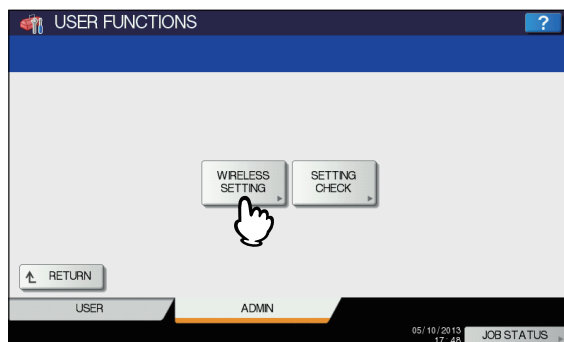 USER FUNCTIONS
?
WIRELESS
SETTING
SETTING
CHECK
RETURN
USER
ADMIN
05/10/2013
17:48
JOB STATUS